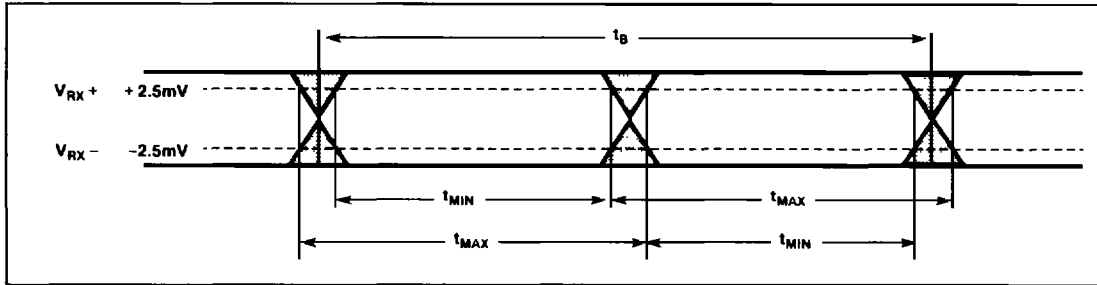 t_B
V_RX + + 2.5mV
V_RX - -2.5mV
t_MIN t_MAX
t_MAX t_MIN